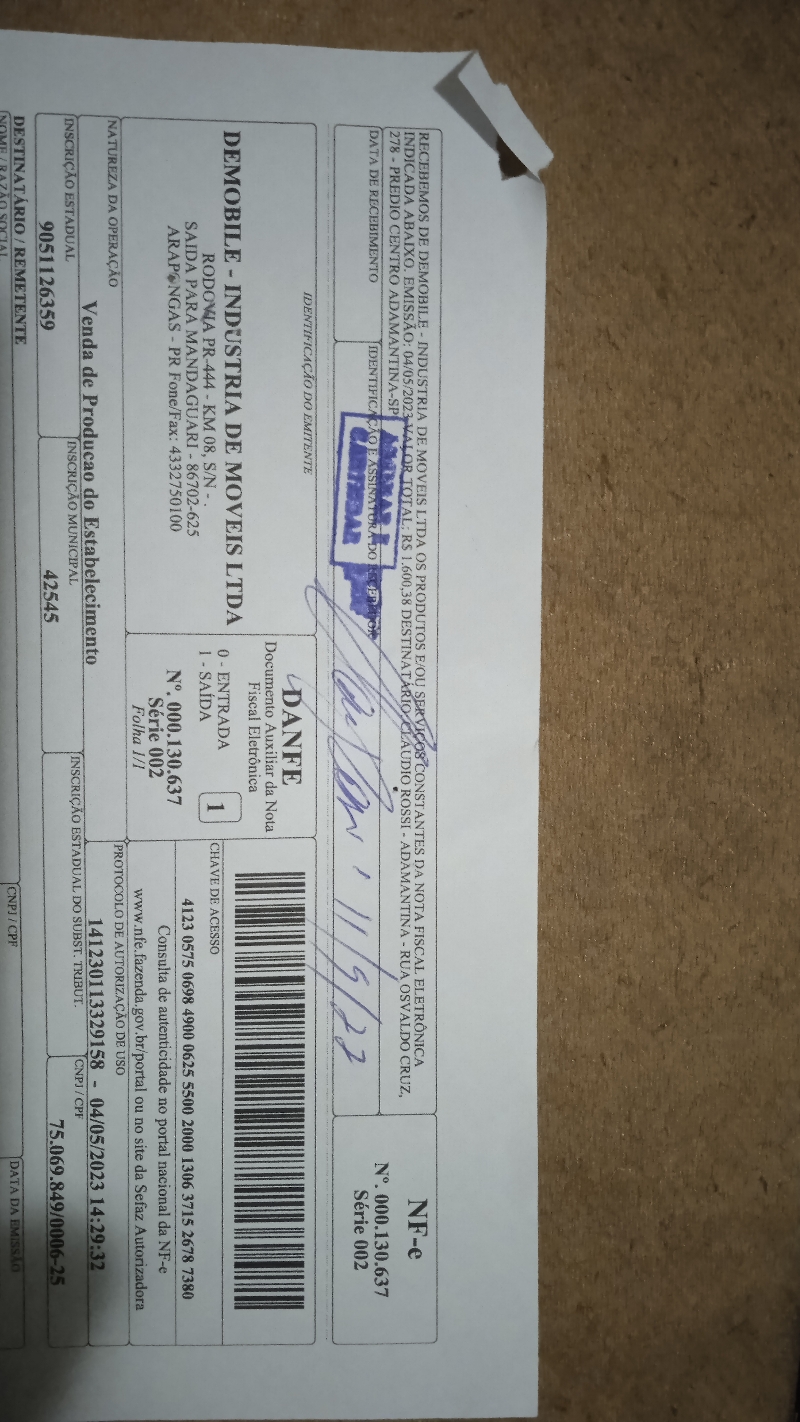 RECEBEMOS DE DEMOBILE - INDUSTRIA DE MOVEIS LTDA OS PRODUTOS E/OU SERVIÇOS CONSTANTES DA NOTA FISCAL ELETRÔNICA
INDICADA ABAIXO. EMISSÃO: 04/05/2023 VALOR TOTAL: R$ 1.600,38 DESTINATÁRIO: CLAUDIO ROSSI - ADAMANTINA - RUA OSVALDO CRUZ,
278 - PREDIO CENTRO ADAMANTINA-SP
DATA DE RECEBIMENTO
IDENTIFICAÇÃO E ASSINATURA DO RECEBEDOR
NF-e
Nº. 000.130.637
Série 002
IDENTIFICAÇÃO DO EMITENTE
DEMOBILE - INDUSTRIA DE MOVEIS LTDA
RODOVIA PR-444 - KM 08, S/N - .
SAIDA PARA MANDAGUARI - 86702-625
ARAPONGAS - PR Fone/Fax: 4332750100
DANFE
Documento Auxiliar da Nota
Fiscal Eletrônica
0 - ENTRADA
1 - SAÍDA
1
Nº. 000.130.637
Série 002
Folha 1/1
CHAVE DE ACESSO
4123 0575 0698 4900 0625 5500 2000 1306 3715 2678 7380
Consulta de autenticidade no portal nacional da NF-e
www.nfe.fazenda.gov.br/portal ou no site da Sefaz Autorizadora
NATUREZA DA OPERAÇÃO
Venda de Producao do Estabelecimento
PROTOCOLO DE AUTORIZAÇÃO DE USO
141230113329158 - 04/05/2023 14:29:32
INSCRIÇÃO ESTADUAL
9051126359
INSCRIÇÃO MUNICIPAL
42545
INSCRIÇÃO ESTADUAL DO SUBST. TRIBUT.
CNPJ / CPF
75.069.849/0006-25
DESTINATÁRIO / REMETENTE
NOME / RAZÃO SOCIAL
CNPJ / CPF
DATA DA EMISSÃO